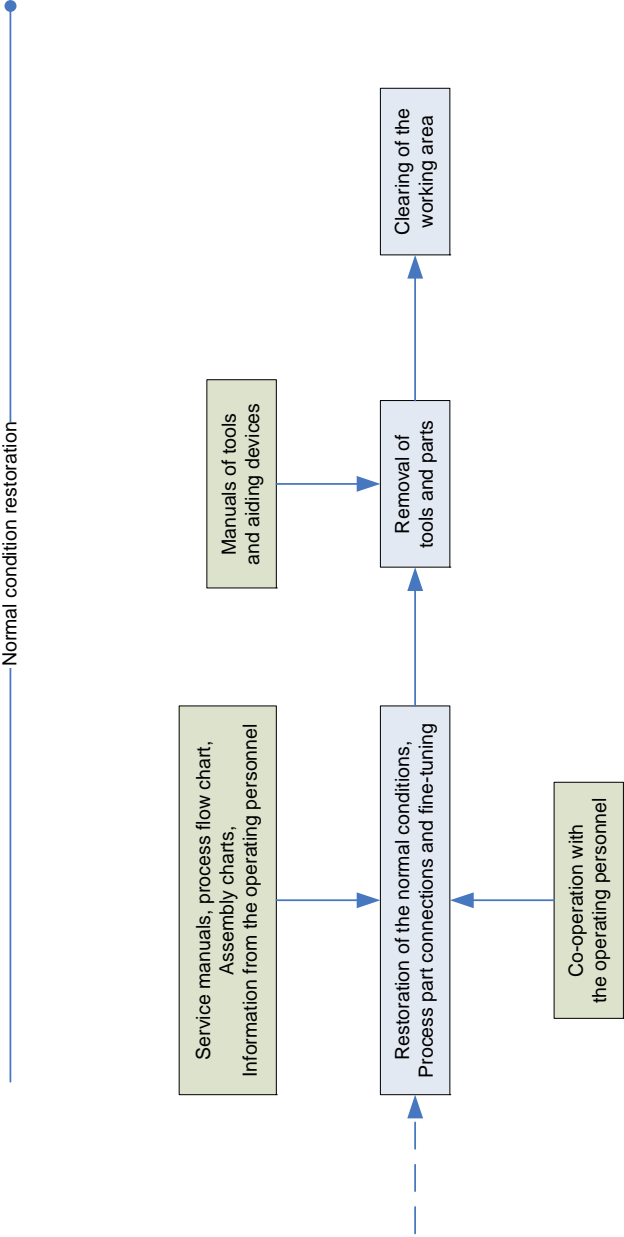 Normal condition restoration
Service manuals, process flow chart,
Assembly charts,
Information from the operating personnel
Manuals of tools
and aiding devices
Restoration of the normal conditions,
Process part connections and fine-tuning
Removal of
tools and parts
Clearing of the
working area
Co-operation with
the operating personnel